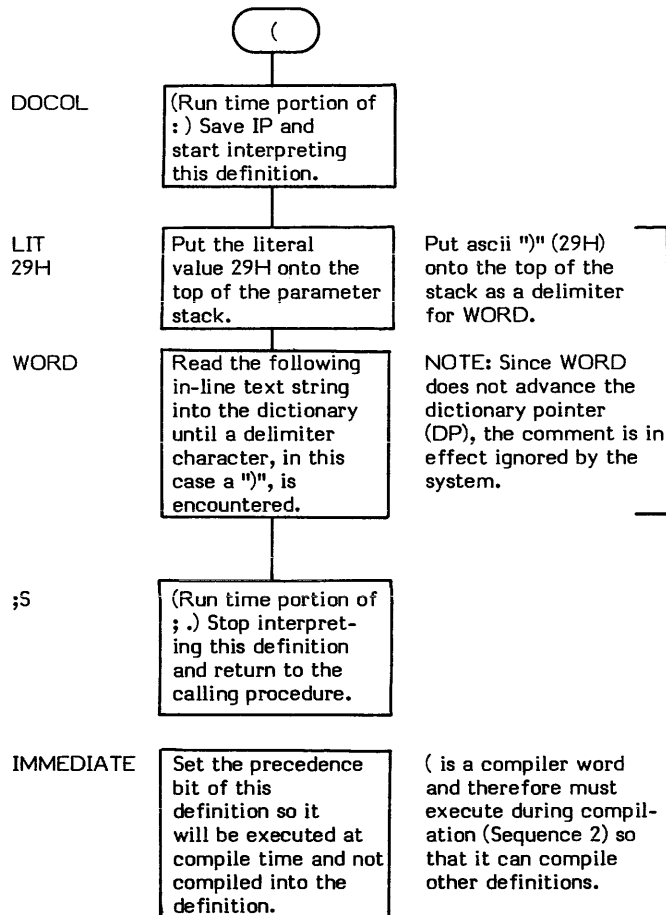 (
DOCOL
(Run time portion of
: ) Save IP and
start interpreting
this definition.
LIT
29H
Put the literal
value 29H onto the
top of the parameter
stack.
Put ascii ")" (29H)
onto the top of the
stack as a delimiter
for WORD.
WORD
Read the following
in-line text string
into the dictionary
until a delimiter
character, in this
case a ")", is
encountered.
NOTE: Since WORD
does not advance the
dictionary pointer
(DP), the comment is in
effect ignored by the
system.
;S
(Run time portion of
; .) Stop interpret-
ing this definition
and return to the
calling procedure.
IMMEDIATE
Set the precedence
bit of this
definition so it
will be executed at
compile time and not
compiled into the
definition.
( is a compiler word
and therefore must
execute during compil-
ation (Sequence 2) so
that it can compile
other definitions.